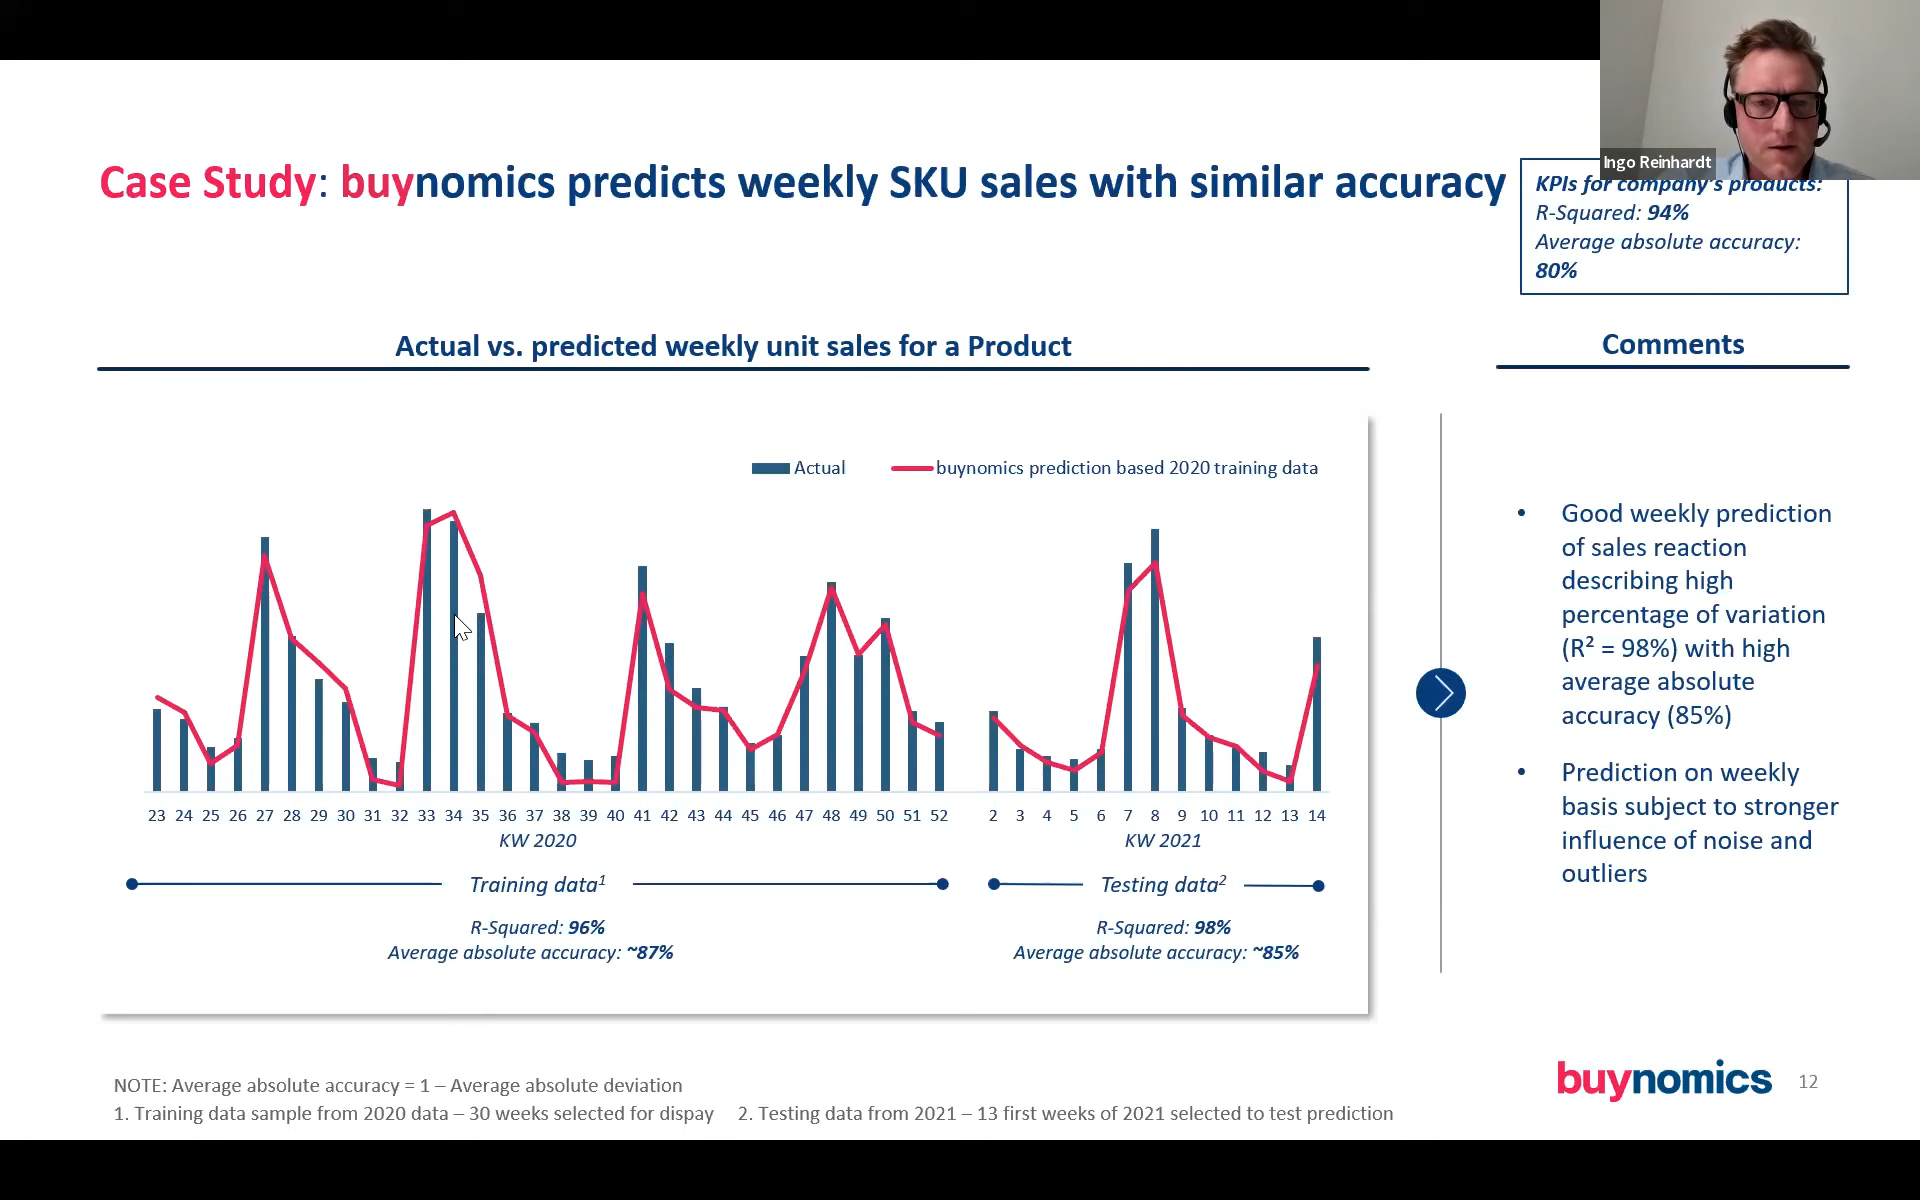 Ingo Reinhardt
Case Study: buynomics predicts weekly SKU sales with similar accuracy
KPIs for company's products:
R-Squared: 94%
Average absolute accuracy:
80%
Actual vs. predicted weekly unit sales for a Product
Comments
Actual
buynomics prediction based 2020 training data
23 24 25 26 27 28 29 30 31 32 33 34 35 36 37 38 39 40 41 42 43 44 45 46 47 48 49 50 51 52
2 3 4 5 6 7 8 9 10 11 12 13 14
KW 2020
KW 2021
Training data1
Testing data2
R-Squared: 96%
Average absolute accuracy: ~87%
R-Squared: 98%
Average absolute accuracy: ~85%
• Good weekly prediction
of sales reaction
describing high
percentage of variation
(R² = 98%) with high
average absolute
accuracy (85%)
• Prediction on weekly
basis subject to stronger
influence of noise and
outliers
NOTE: Average absolute accuracy = 1 – Average absolute deviation
1. Training data sample from 2020 data – 30 weeks selected for dispay
2. Testing data from 2021 – 13 first weeks of 2021 selected to test prediction
buynomics
12